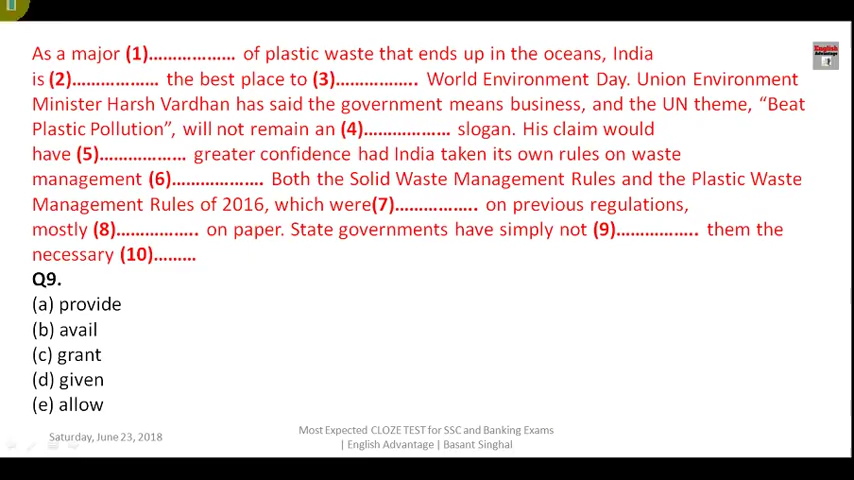 As a major (1)................. of plastic waste that ends up in the oceans, India
is (2)................. the best place to (3)................. World Environment Day. Union Environment
Minister Harsh Vardhan has said the government means business, and the UN theme, “Beat
Plastic Pollution”, will not remain an (4)................... slogan. His claim would
have (5)................... greater confidence had India taken its own rules on waste
management (6)................... Both the Solid Waste Management Rules and the Plastic Waste
Management Rules of 2016, which were(7)................. on previous regulations,
mostly (8)................. on paper. State governments have simply not (9)................. them the
necessary (10).........
Q9.
(a) provide
(b) avail
(c) grant
(d) given
(e) allow
Saturday, June 23, 2018
Most Expected CLOZE TEST for SSC and Banking Exams
| English Advantage | Basant Singhal
English
Advantage